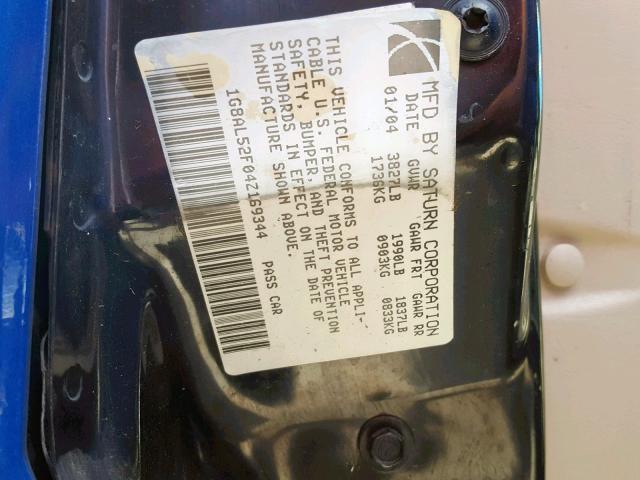 MFD BY SATURN CORPORATION
DATE GVWR GAWR FRT GAWR RR
01/04 3827LB 1990LB 1837LB
1736KG 0903KG 0833KG
THIS VEHICLE CONFORMS TO ALL APPLI-
CABLE U.S. FEDERAL MOTOR VEHICLE
SAFETY, BUMPER, AND THEFT PREVENTION
STANDARDS IN EFFECT ON THE DATE OF
MANUFACTURE SHOWN ABOVE.
1G8AL52F04Z169344 PASS CAR